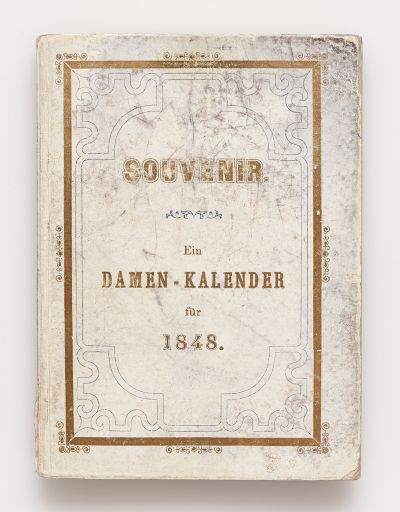 SOUVENIR.
Ein
DAMEN-KALENDER
für
1848.